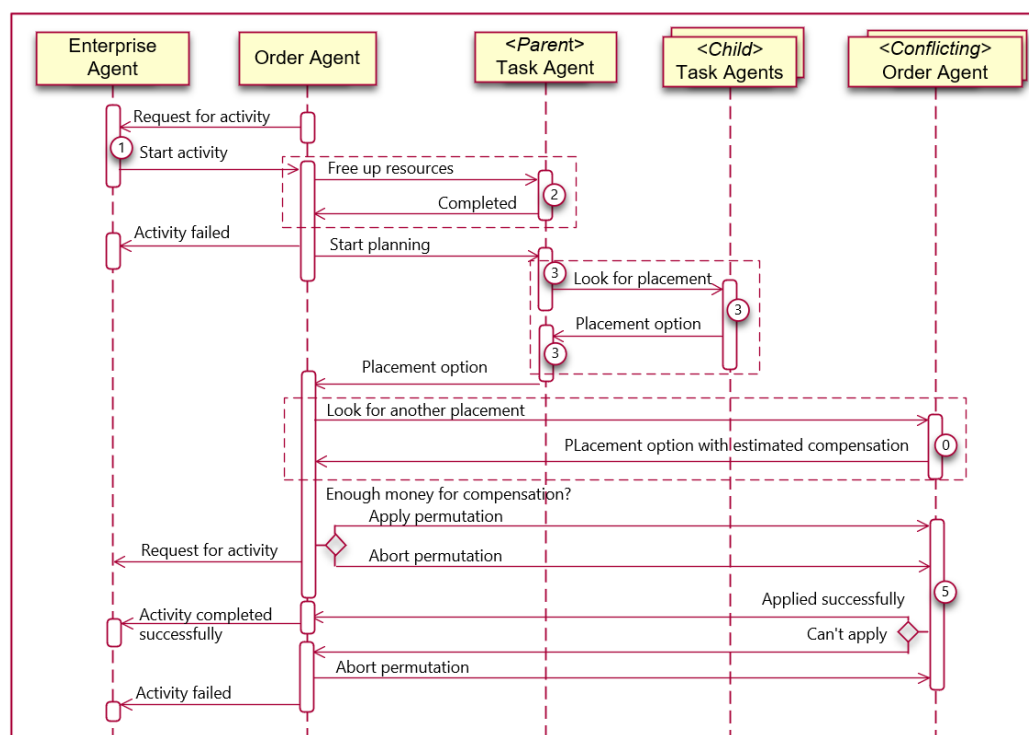 Enterprise
Agent
Order Agent
<Parent>
Task Agent
<Child>
Task Agents
<Conflicting>
Order Agent
Request for activity
1
Start activity
Free up resources
2
Completed
Activity failed
Start planning
3
Look for placement
3
Placement option
3
Placement option
Look for another placement
0
PLacement option with estimated compensation
Enough money for compensation?
Apply permutation
Request for activity
Abort permutation
5
Applied successfully
Activity completed
successfully
Can't apply
Abort permutation
Activity failed